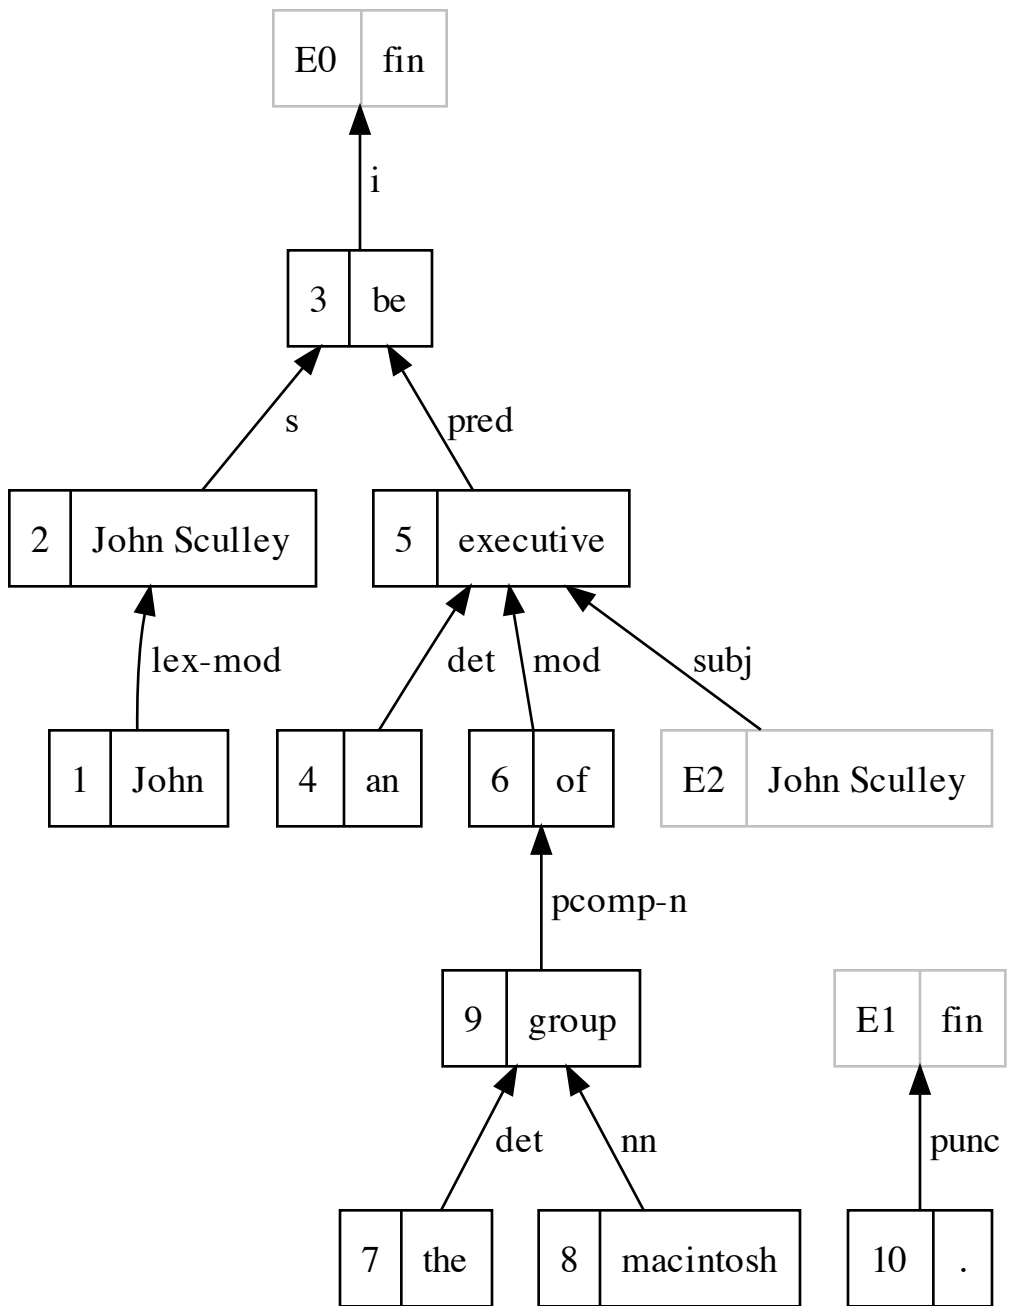 E0 fin
i
3 be
s pred
2 John Sculley 5 executive
lex-mod det mod subj
1 John 4 an 6 of E2 John Sculley
pcomp-n
9 group E1 fin
det nn punc
7 the 8 macintosh 10 .